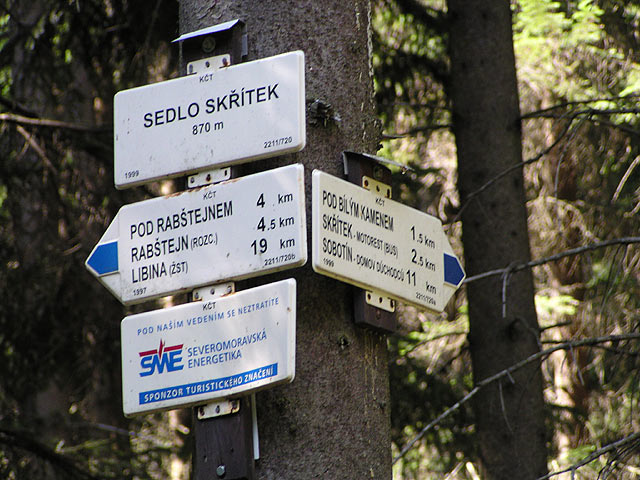 KČT
SEDLO SKŘÍTEK
870 m
1999 2211/720
KČT
POD RABŠTEJNEM 4 km
RABŠTEJN (ROZC.) 4.5 km
LIBINA (ŽST) 19 km
1997 2211/720b
KČT
POD BÍLÝM KAMENEM 1.5 km
SKŘÍTEK - MOTOREST (BUS) 2.5 km
SOBOTÍN - DOMOV DŮCHODCŮ 11 km
1999 2211/720b
KČT
POD NAŠÍM VEDENÍM SE NEZTRATÍTE
SME SEVEROMORAVSKÁ
ENERGETIKA
SPONZOR TURISTICKÉHO ZNAČENÍ